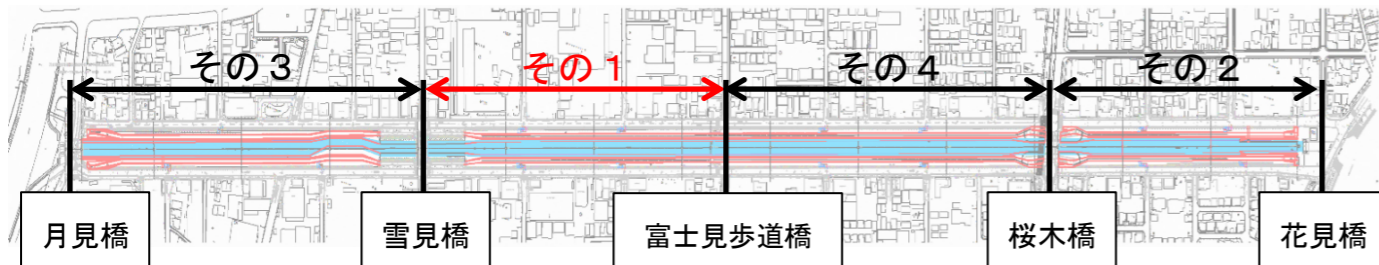 その3
その1
その4
その2
月見橋
雪見橋
富士見歩道橋
桜木橋
花見橋